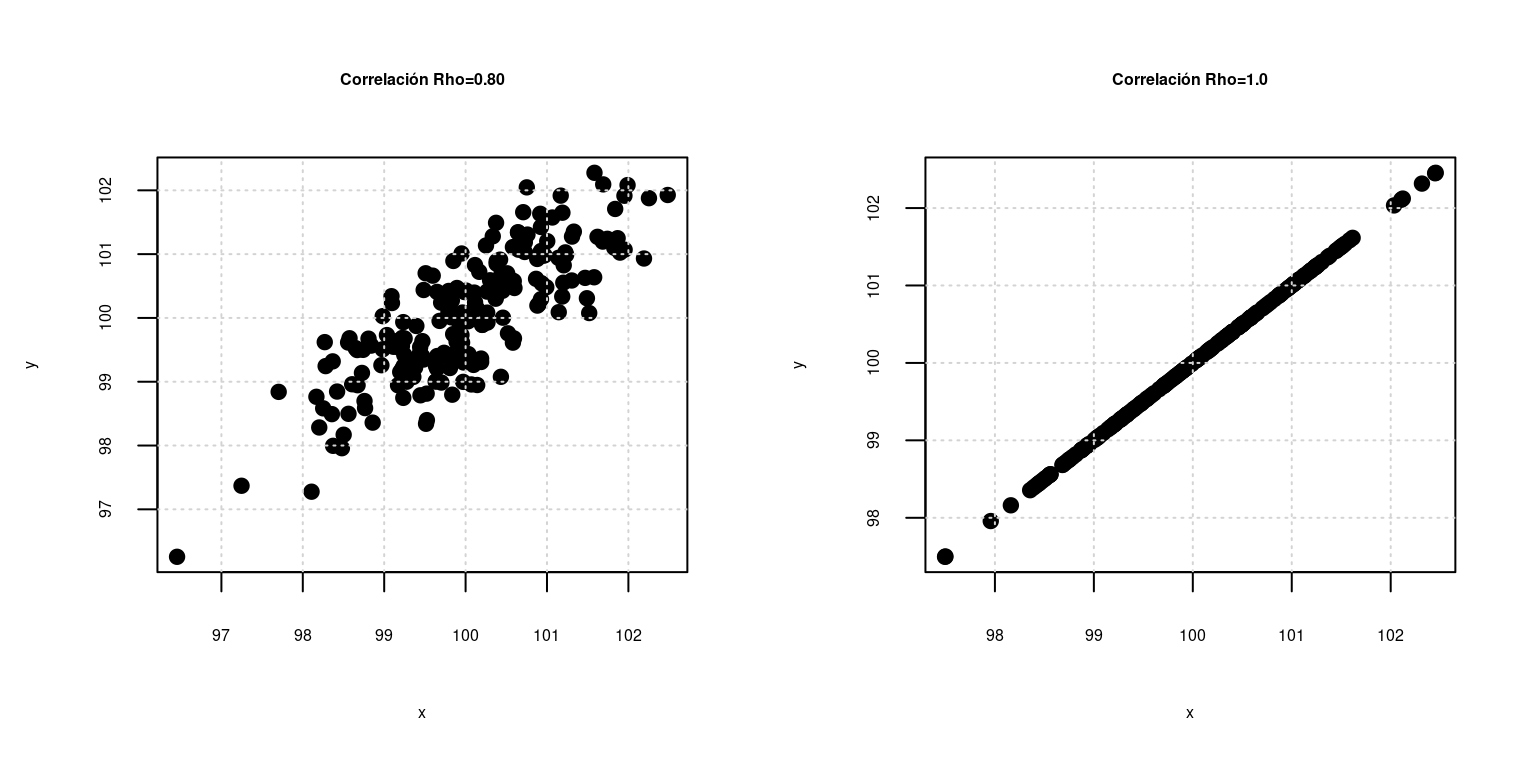 Correlación Rho=0.80
y
102
101
100
99
98
97
97 98 99 100 101 102
x
Correlación Rho=1.0
y
102
101
100
99
98
98 99 100 101 102
x